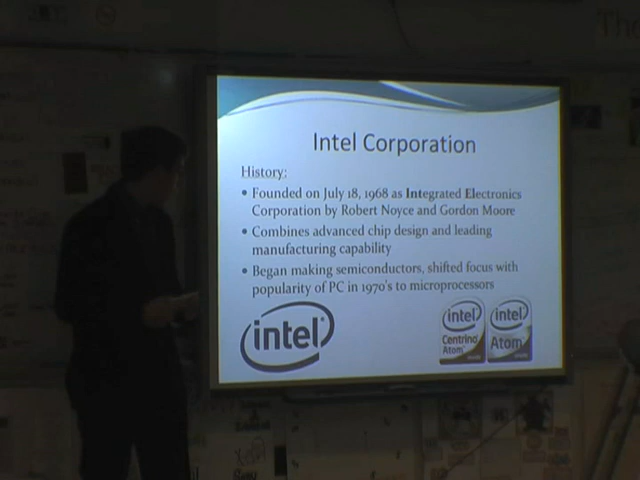 Intel Corporation
History:
• Founded on July 18, 1968 as Integrated Electronics
Corporation by Robert Noyce and Gordon Moore
• Combines advanced chip design and leading
manufacturing capability
• Began making semiconductors, shifted focus with
popularity of PC in 1970's to microprocessors
intel®
intel
Centrino
Atom
intel
Atom
The